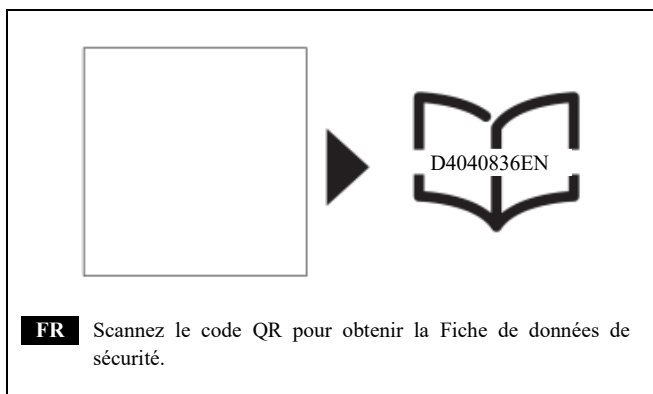 D4040836EN
FR Scannez le code QR pour obtenir la Fiche de données de
sécurité.